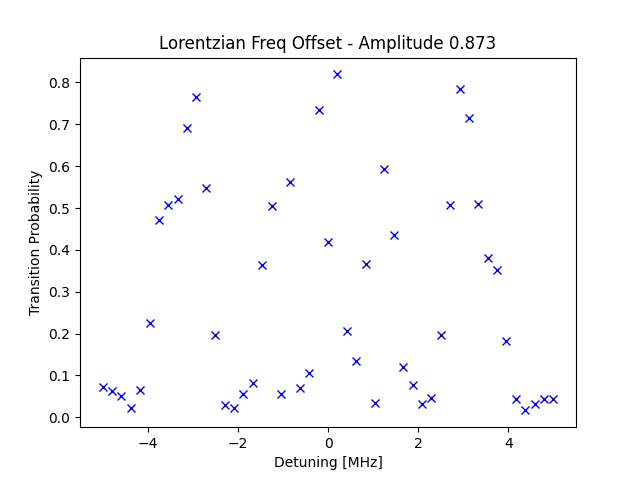 Lorentzian Freq Offset - Amplitude 0.873
0.8
0.7
0.6
0.5
0.4
0.3
0.2
0.1
0.0
Transition Probability
−4 −2 0 2 4
Detuning [MHz]